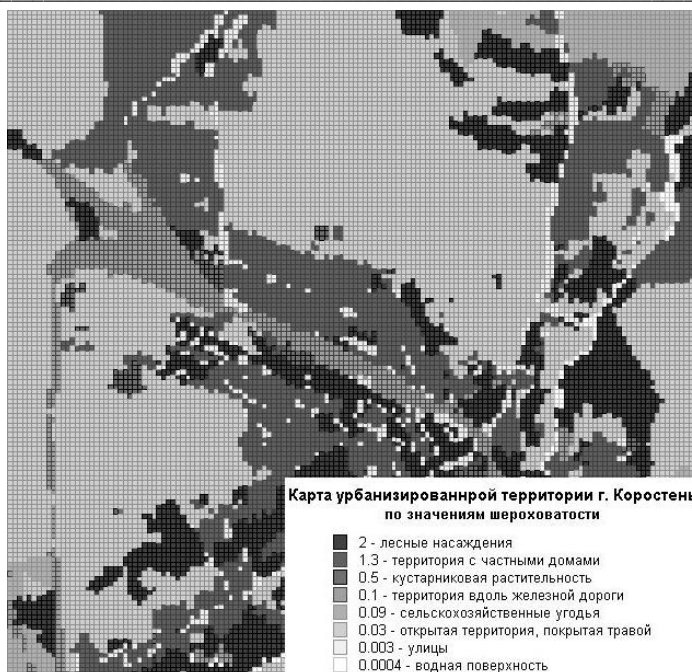 Карта урбанизированнрой территории г. Коростень
по значениям шероховатости
2 - лесные насаждения
1.3 - территория с частными домами
0.5 - кустарниковая растительность
0.1 - территория вдоль железной дороги
0.09 - сельскохозяйственные угодья
0.03 - открытая территория, покрытая травой
0.003 - улицы
0.0004 - водная поверхность